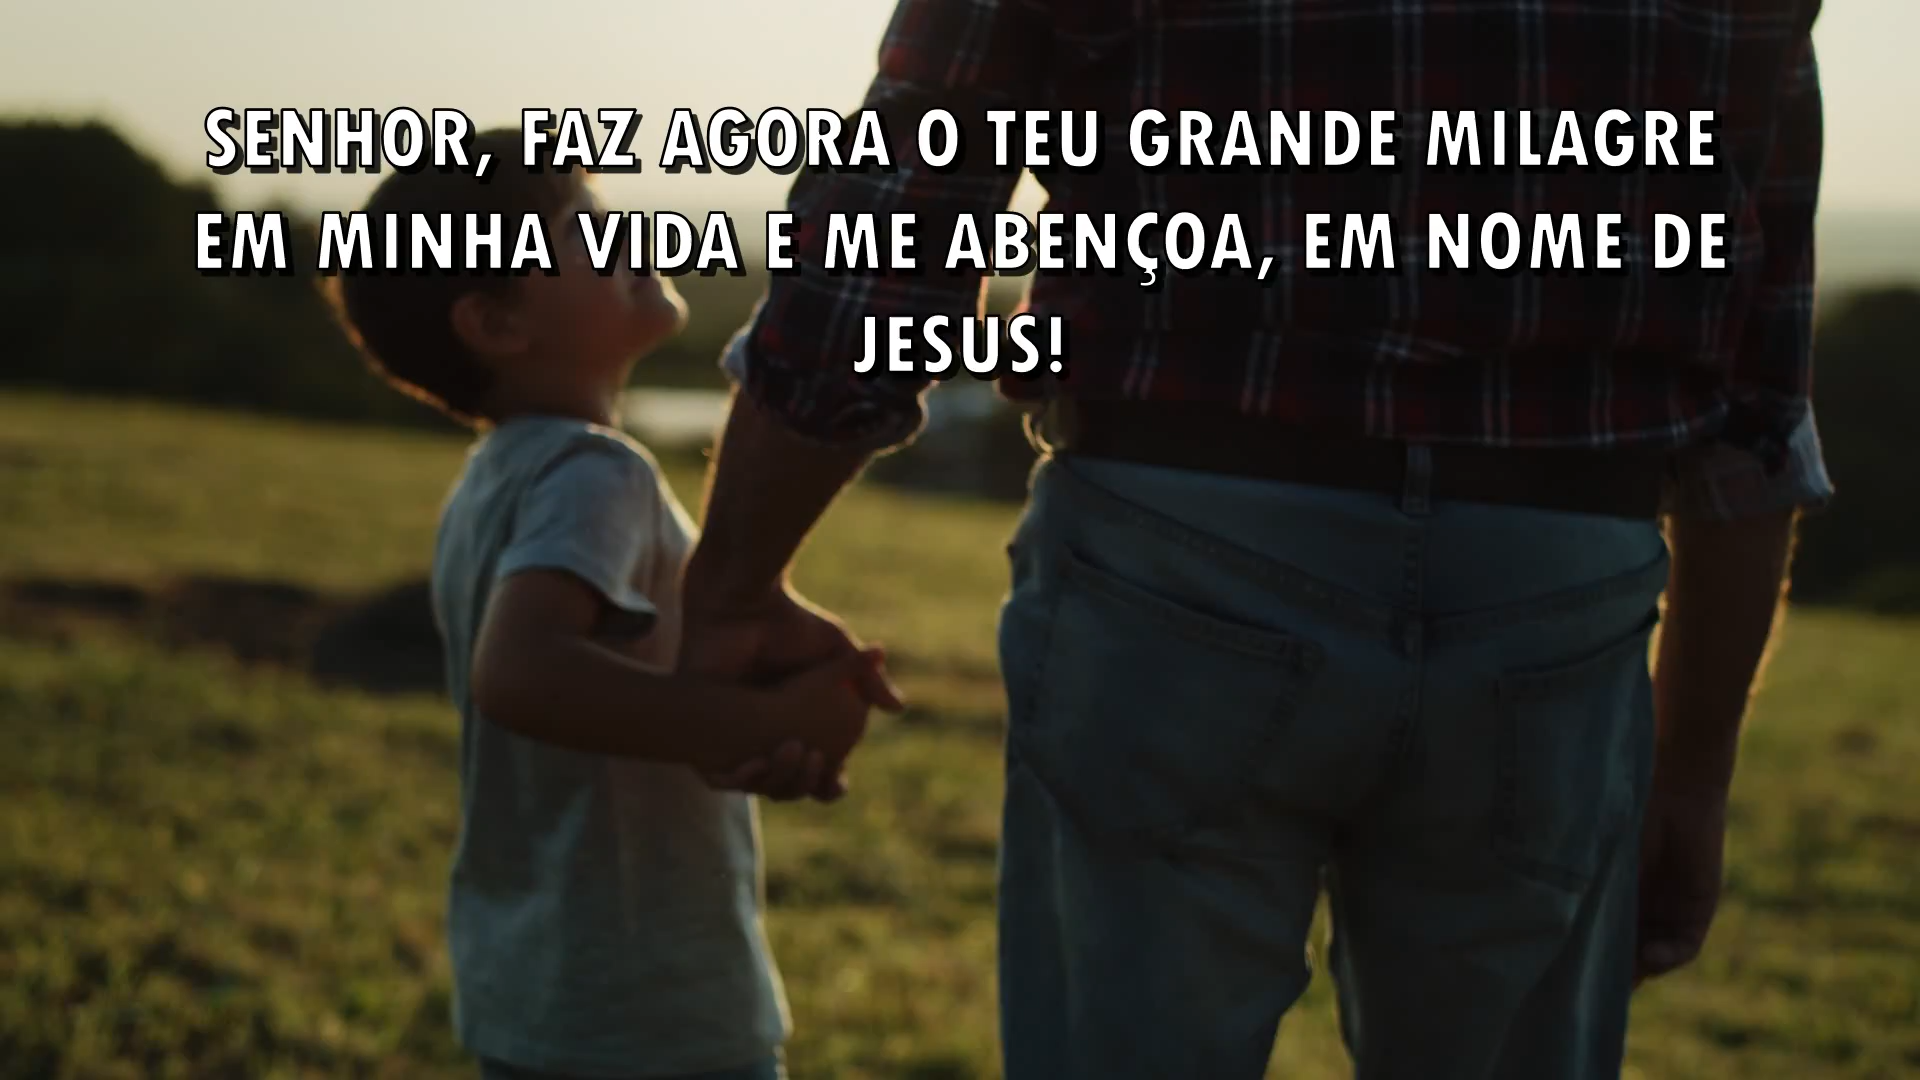 SENHOR, FAZ AGORA O TEU GRANDE MILAGRE
EM MINHA VIDA E ME ABENÇOA, EM NOME DE
JESUS!